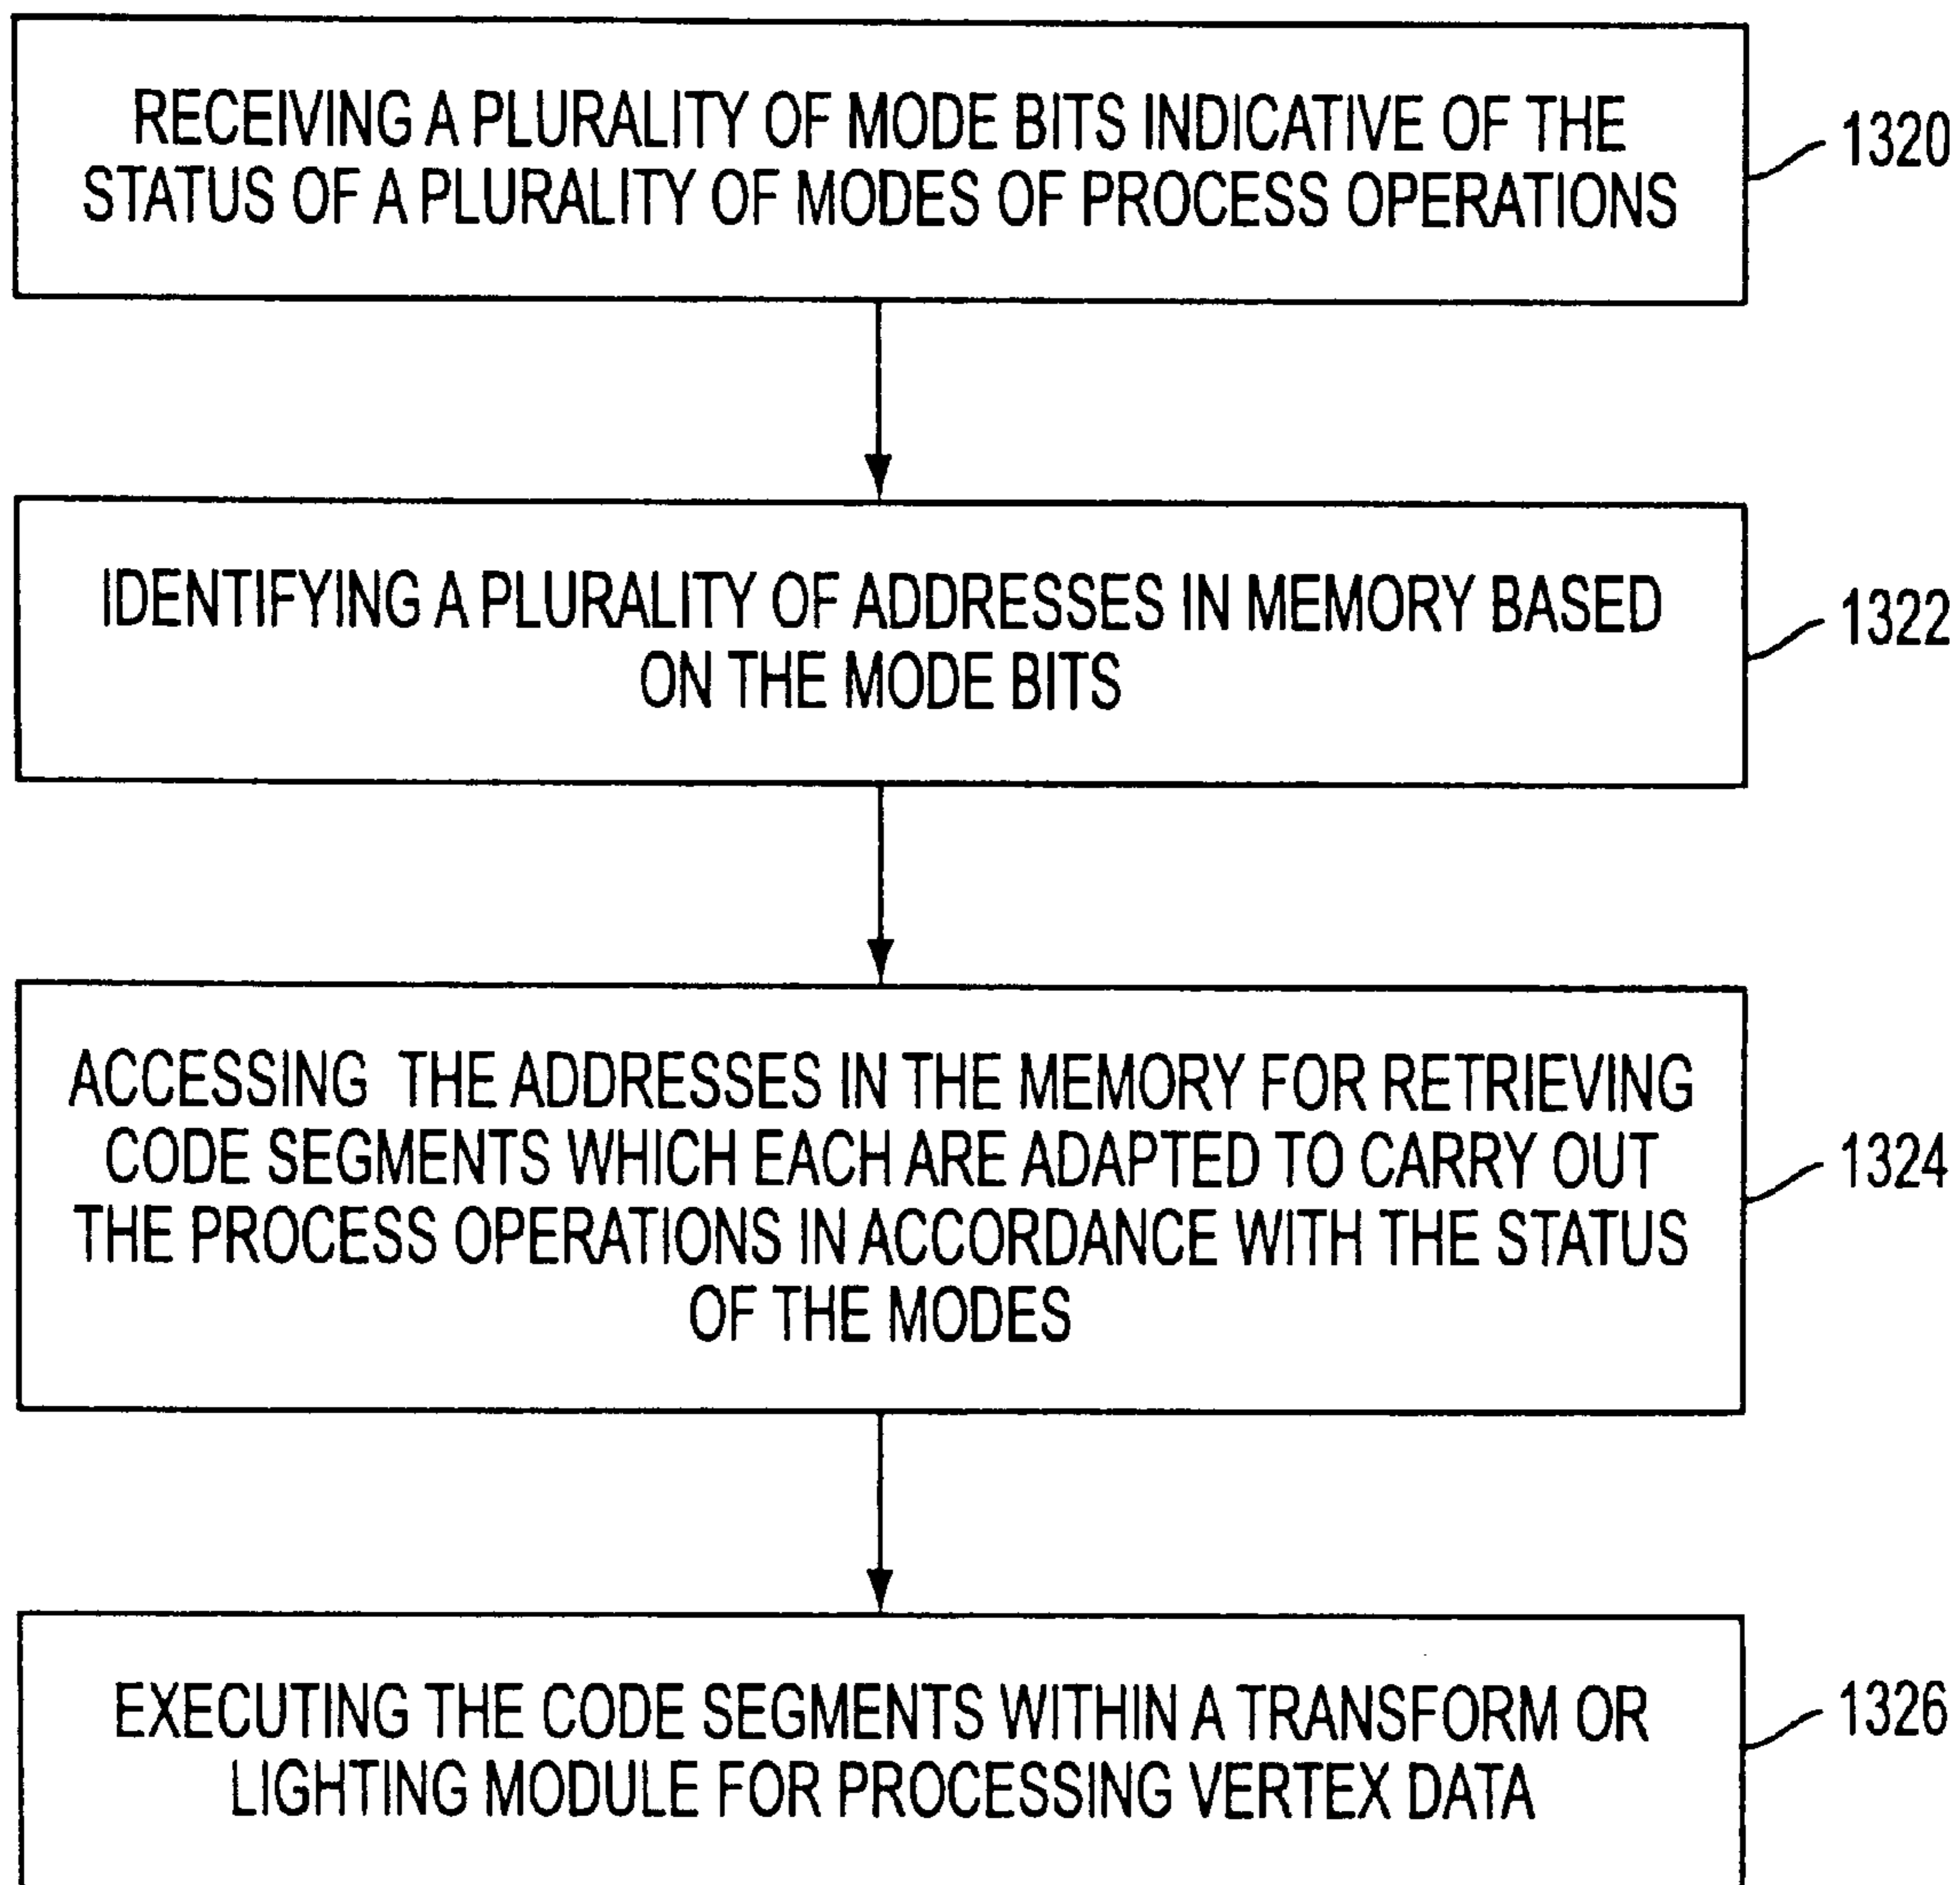 RECEIVING A PLURALITY OF MODE BITS INDICATIVE OF THE
STATUS OF A PLURALITY OF MODES OF PROCESS OPERATIONS
1320
IDENTIFYING A PLURALITY OF ADDRESSES IN MEMORY BASED
ON THE MODE BITS
1322
ACCESSING THE ADDRESSES IN THE MEMORY FOR RETRIEVING
CODE SEGMENTS WHICH EACH ARE ADAPTED TO CARRY OUT
THE PROCESS OPERATIONS IN ACCORDANCE WITH THE STATUS
OF THE MODES
1324
EXECUTING THE CODE SEGMENTS WITHIN A TRANSFORM OR
LIGHTING MODULE FOR PROCESSING VERTEX DATA
1326